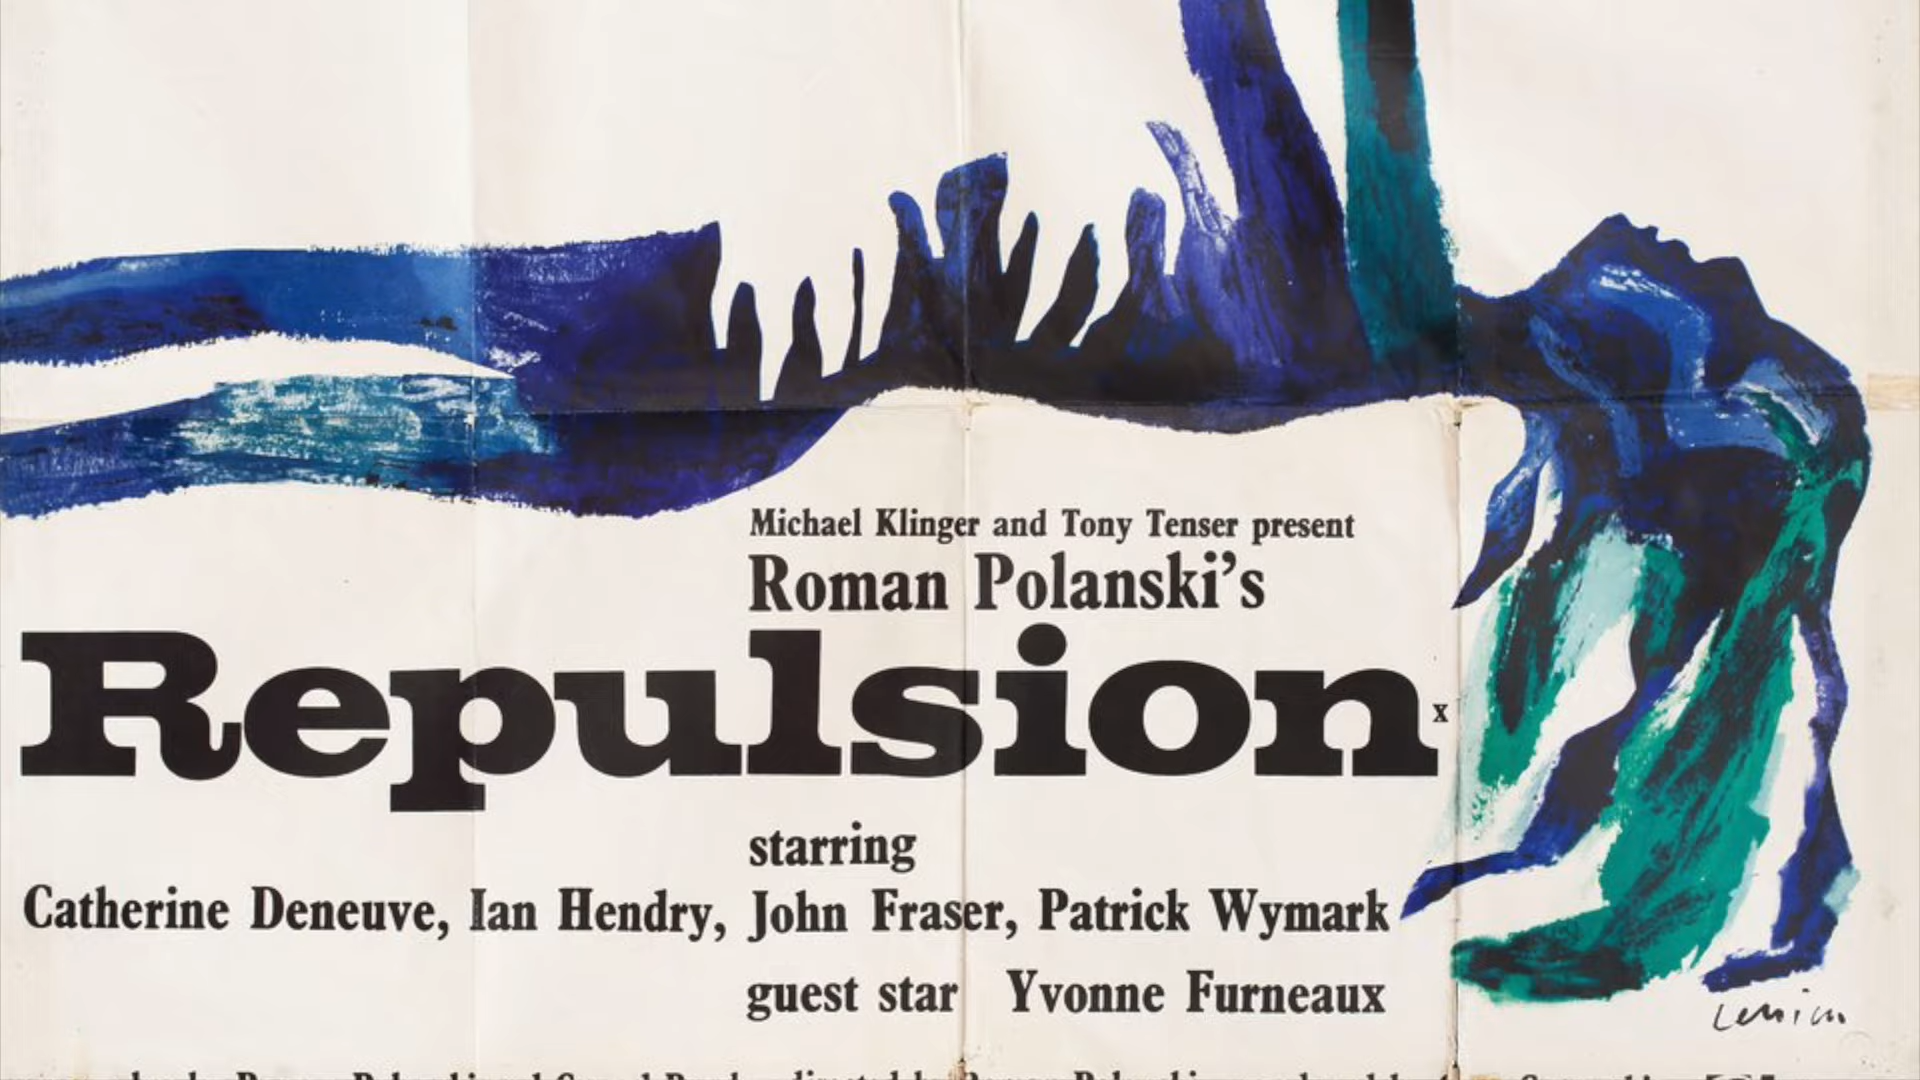 Michael Klinger and Tony Tenser present
Roman Polanski's
Repulsion x
starring
Catherine Deneuve, Ian Hendry, John Fraser, Patrick Wymark
guest star Yvonne Furneaux
Lenica